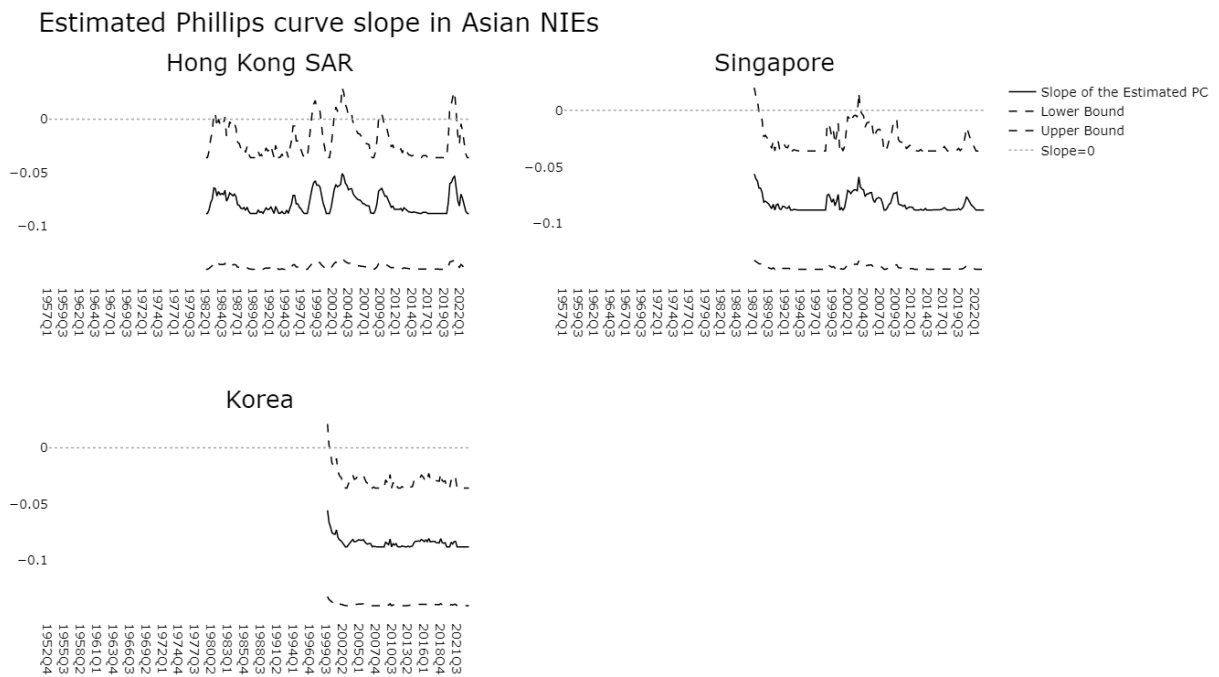 Estimated Phillips curve slope in Asian NIEs
Hong Kong SAR
0
−0.05
−0.1
1957Q1
1959Q3
1962Q1
1964Q3
1967Q1
1969Q3
1972Q1
1974Q3
1977Q1
1979Q3
1982Q1
1984Q3
1987Q1
1989Q3
1992Q1
1994Q3
1997Q1
1999Q3
2002Q1
2004Q3
2007Q1
2009Q3
2012Q1
2014Q3
2017Q1
2019Q3
2022Q1
Singapore
0
−0.05
−0.1
1957Q1
1959Q3
1962Q1
1964Q3
1967Q1
1969Q3
1972Q1
1974Q3
1977Q1
1979Q3
1982Q1
1984Q3
1987Q1
1989Q3
1992Q1
1994Q3
1997Q1
1999Q3
2002Q1
2004Q3
2007Q1
2009Q3
2012Q1
2014Q3
2017Q1
2019Q3
2022Q1
Slope of the Estimated PC
Lower Bound
Upper Bound
Slope=0
Korea
0
−0.05
−0.1
1952Q4
1955Q3
1958Q2
1961Q1
1963Q4
1966Q3
1969Q2
1972Q1
1974Q4
1977Q3
1980Q2
1983Q1
1985Q4
1988Q3
1991Q2
1994Q1
1996Q4
1999Q3
2002Q2
2005Q1
2007Q4
2010Q3
2013Q2
2016Q1
2018Q4
2021Q3